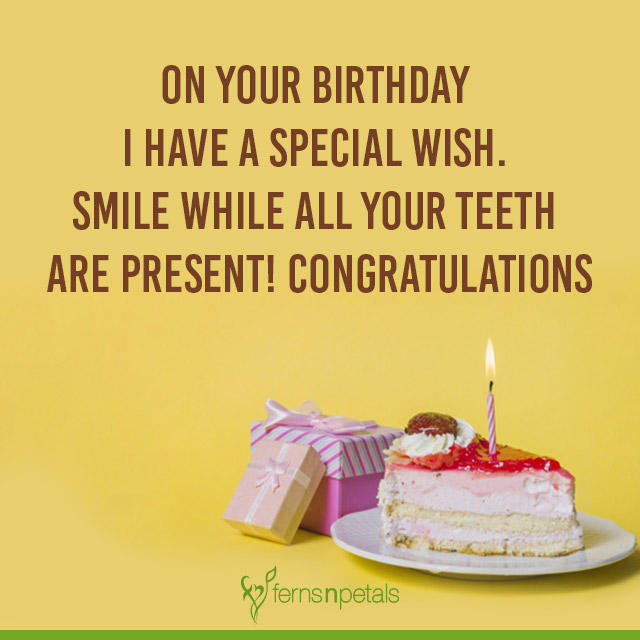 ON YOUR BIRTHDAY
I HAVE A SPECIAL WISH.
SMILE WHILE ALL YOUR TEETH
ARE PRESENT! CONGRATULATIONS
fernsnpetals